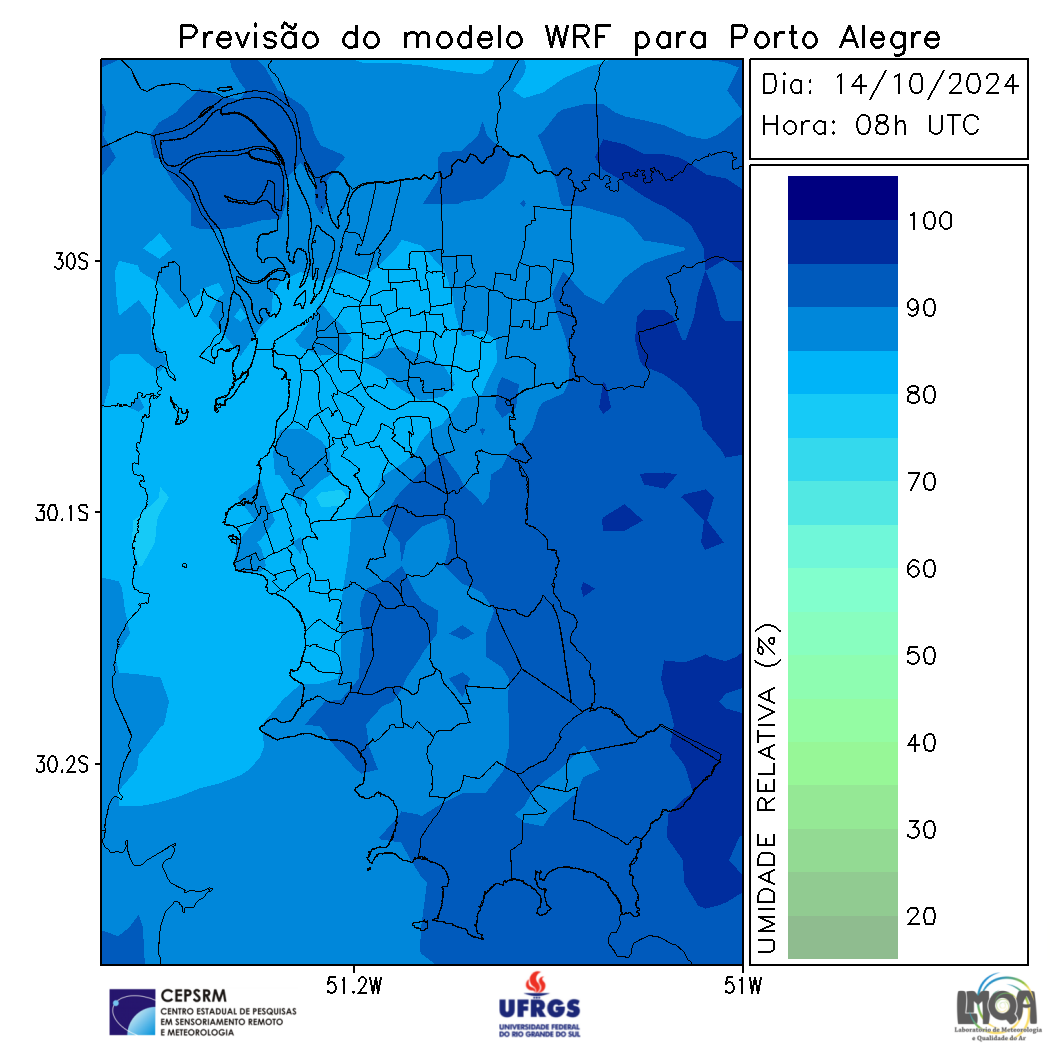 Previsão do modelo WRF para Porto Alegre
Dia: 14/10/2024
Hora: 08h UTC
30S
30.1S
30.2S
51.2W
51W
UMIDADE RELATIVA (%)
100
90
80
70
60
50
40
30
20
CEPSRM
CENTRO ESTADUAL DE PESQUISAS
EM SENSORIAMENTO REMOTO
E METEOROLOGIA
UFRGS
UNIVERSIDADE FEDERAL
DO RIO GRANDE DO SUL
LMQA
Laboratório de Meteorologia
e Qualidade do Ar